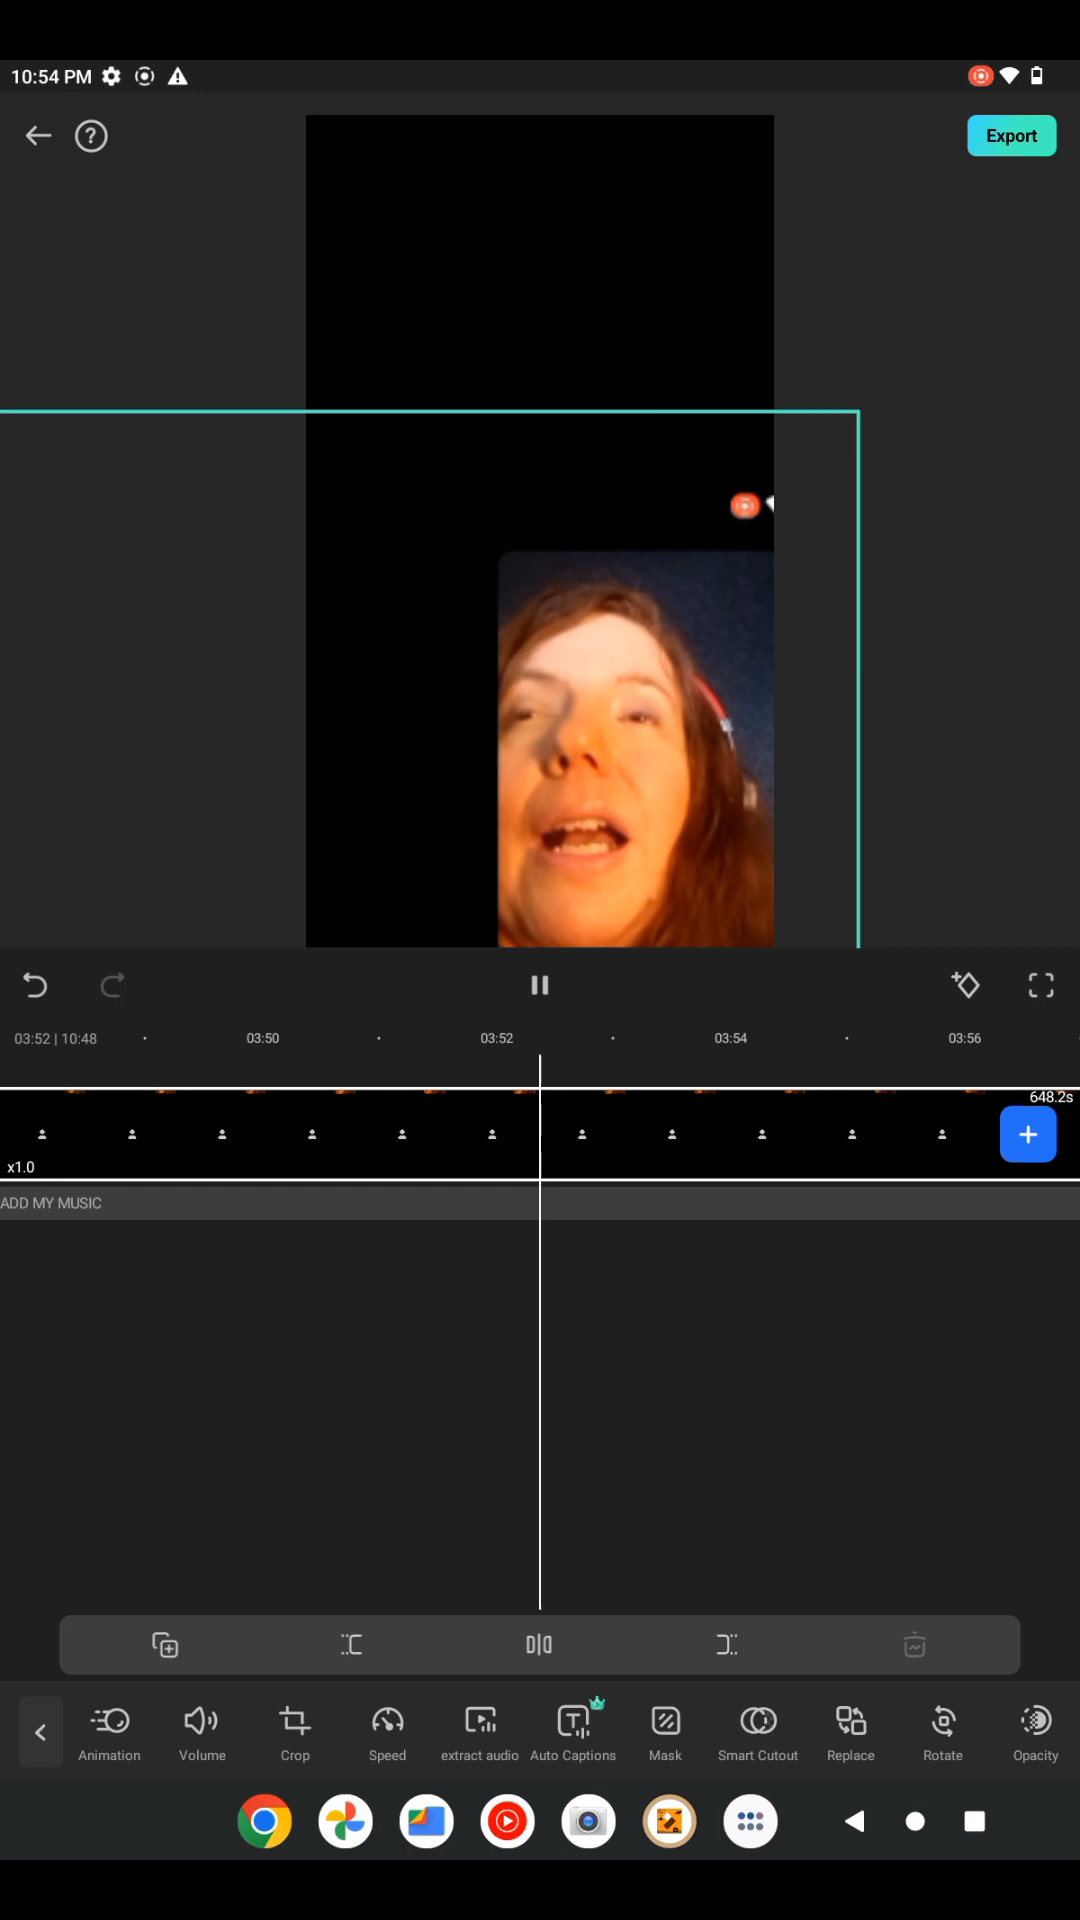 10:54 PM
Export
03:52 | 10:48
03:50
03:52
03:54
03:56
648.2s
x1.0
ADD MY MUSIC
Animation
Volume
Crop
Speed
extract audio
Auto Captions
Mask
Smart Cutout
Replace
Rotate
Opacity